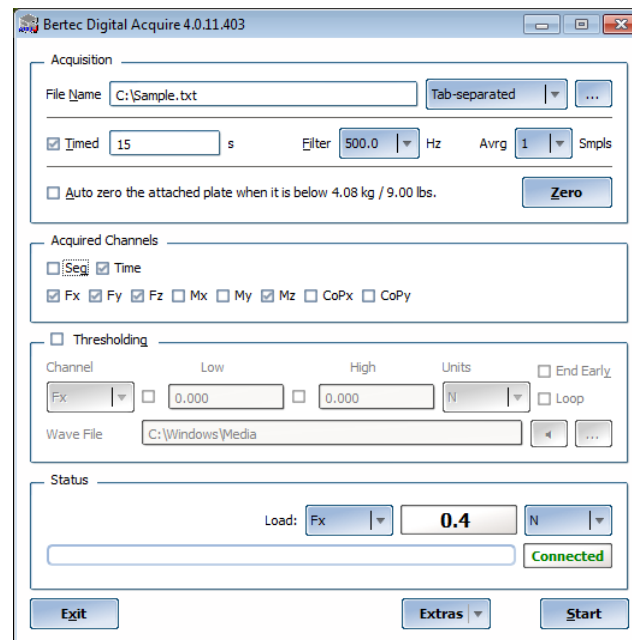 Bertec Digital Acquire 4.0.11.403
Acquisition
File Name C:\Sample.txt Tab-separated ...
Timed 15 s Filter 500.0 Hz Avrg 1 Smpls
Auto zero the attached plate when it is below 4.08 kg / 9.00 lbs. Zero
Acquired Channels
Seq Time
Fx Fy Fz Mx My Mz CoPx CoPy
Thresholding
Channel Low High Units End Early
Fx 0.000 0.000 N Loop
Wave File C:\Windows\Media ...
Status
Load: Fx 0.4 N
Connected
Exit Extras Start